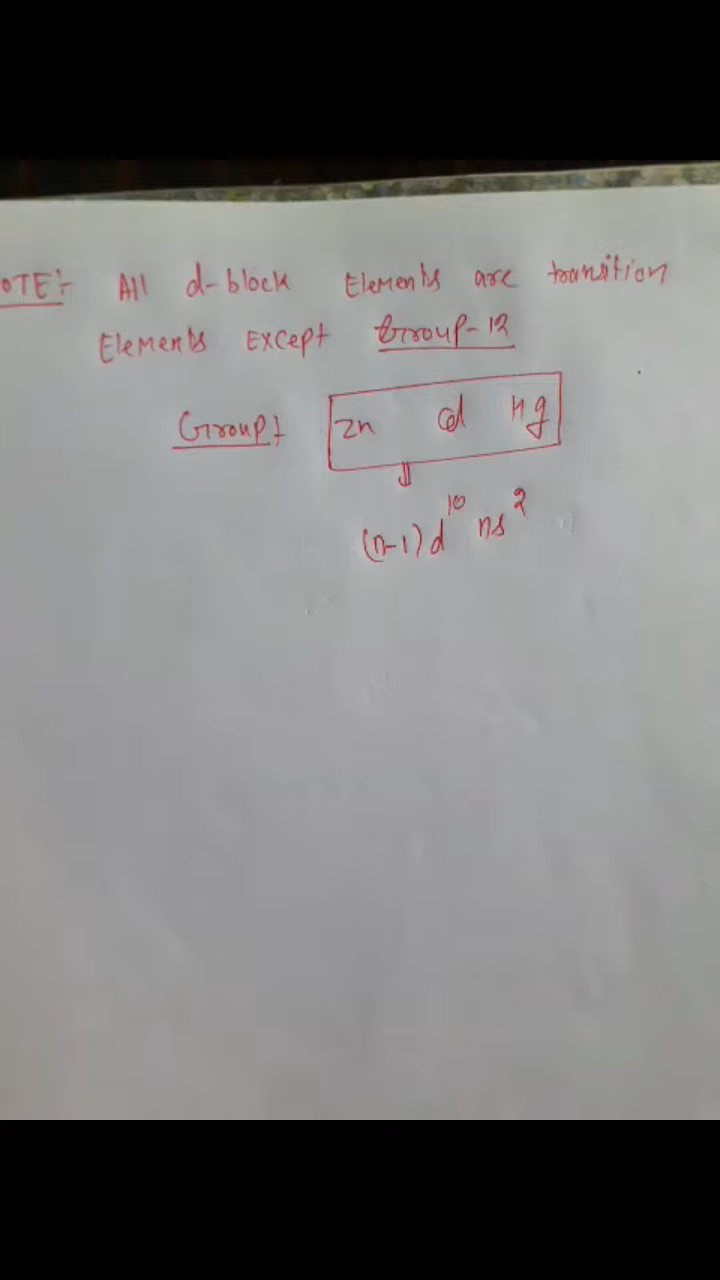 OTE:- All d-block Elements are transition
Elements Except Group-12
Group: Zn Cd Hg
(n-1)d¹⁰ ns²